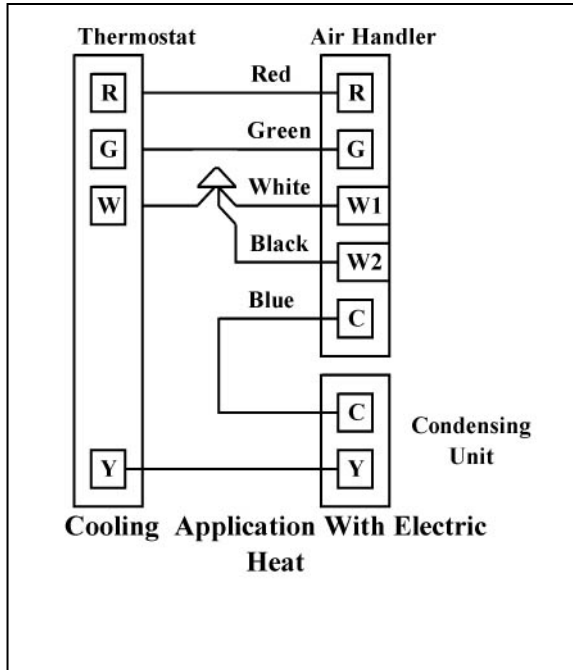 Thermostat Air Handler
Red
R R
Green
G G
White
W W1
Black
W2
Blue
C
C
Condensing
Unit
Y Y
Cooling Application With Electric
Heat